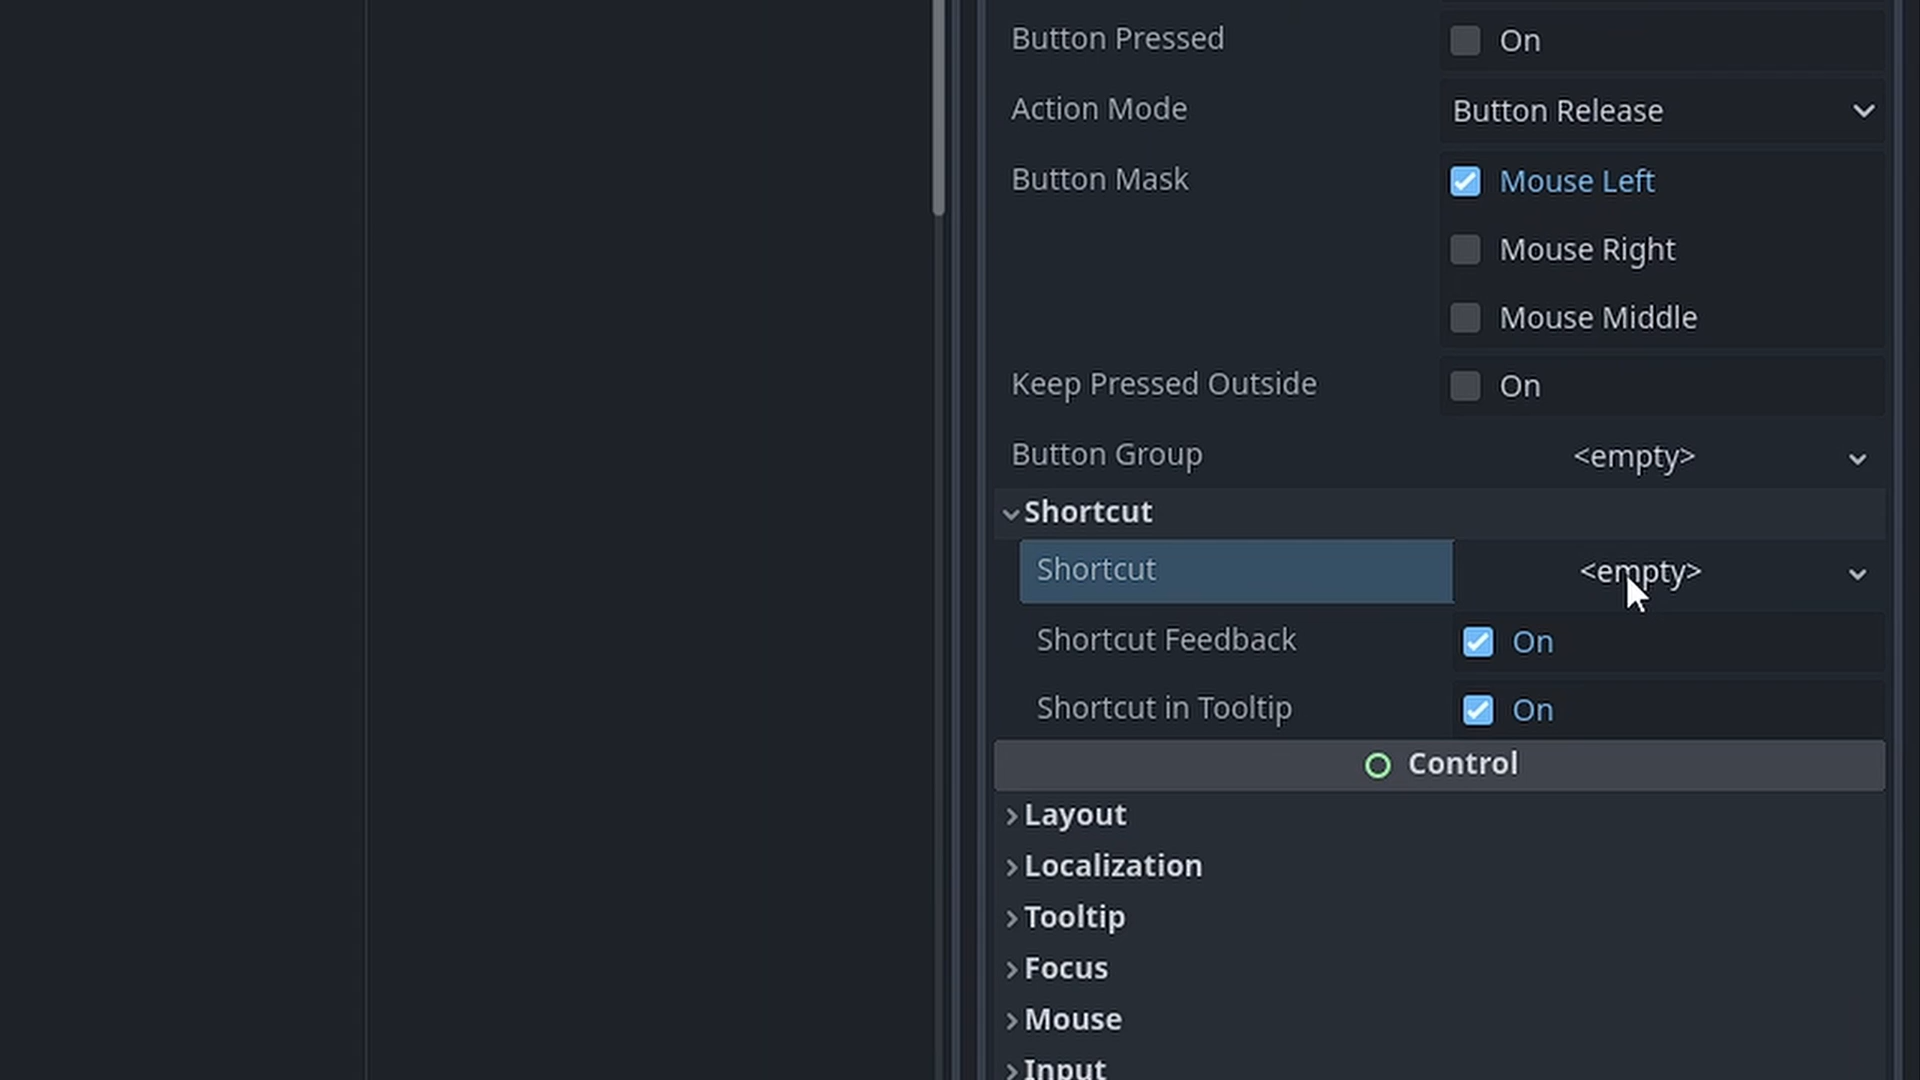 Button Pressed On
Action Mode Button Release
Button Mask Mouse Left
Mouse Right
Mouse Middle
Keep Pressed Outside On
Button Group <empty>
Shortcut
Shortcut <empty>
Shortcut Feedback On
Shortcut in Tooltip On
Control
Layout
Localization
Tooltip
Focus
Mouse
Input